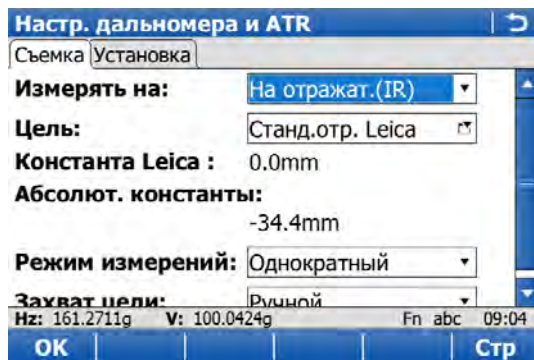 Настр. дальномера и ATR
Съемка Установка
Измерять на: На отражат.(IR)
Цель: Станд.отр. Leica
Константа Leica : 0.0mm
Абсолют. константы:
-34.4mm
Режим измерений: Однократный
Захват цели: Ручной
Hz: 161.2711g V: 100.0424g Fn abc 09:04
OK Стр